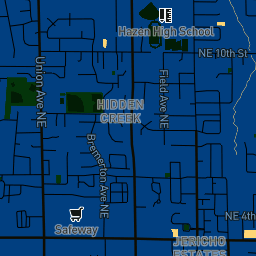 Hazen High School
NE 10th St
Union Ave NE
Field Ave NE
HIDDEN
CREEK
Bremerton Ave NE
NE 4th
Safeway
JERICHO
ESTATES